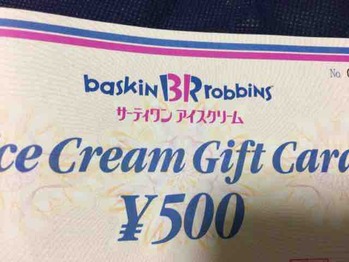 No.
baskin BR robbins
サーティワン アイスクリーム
ce Cream Gift Card
¥500